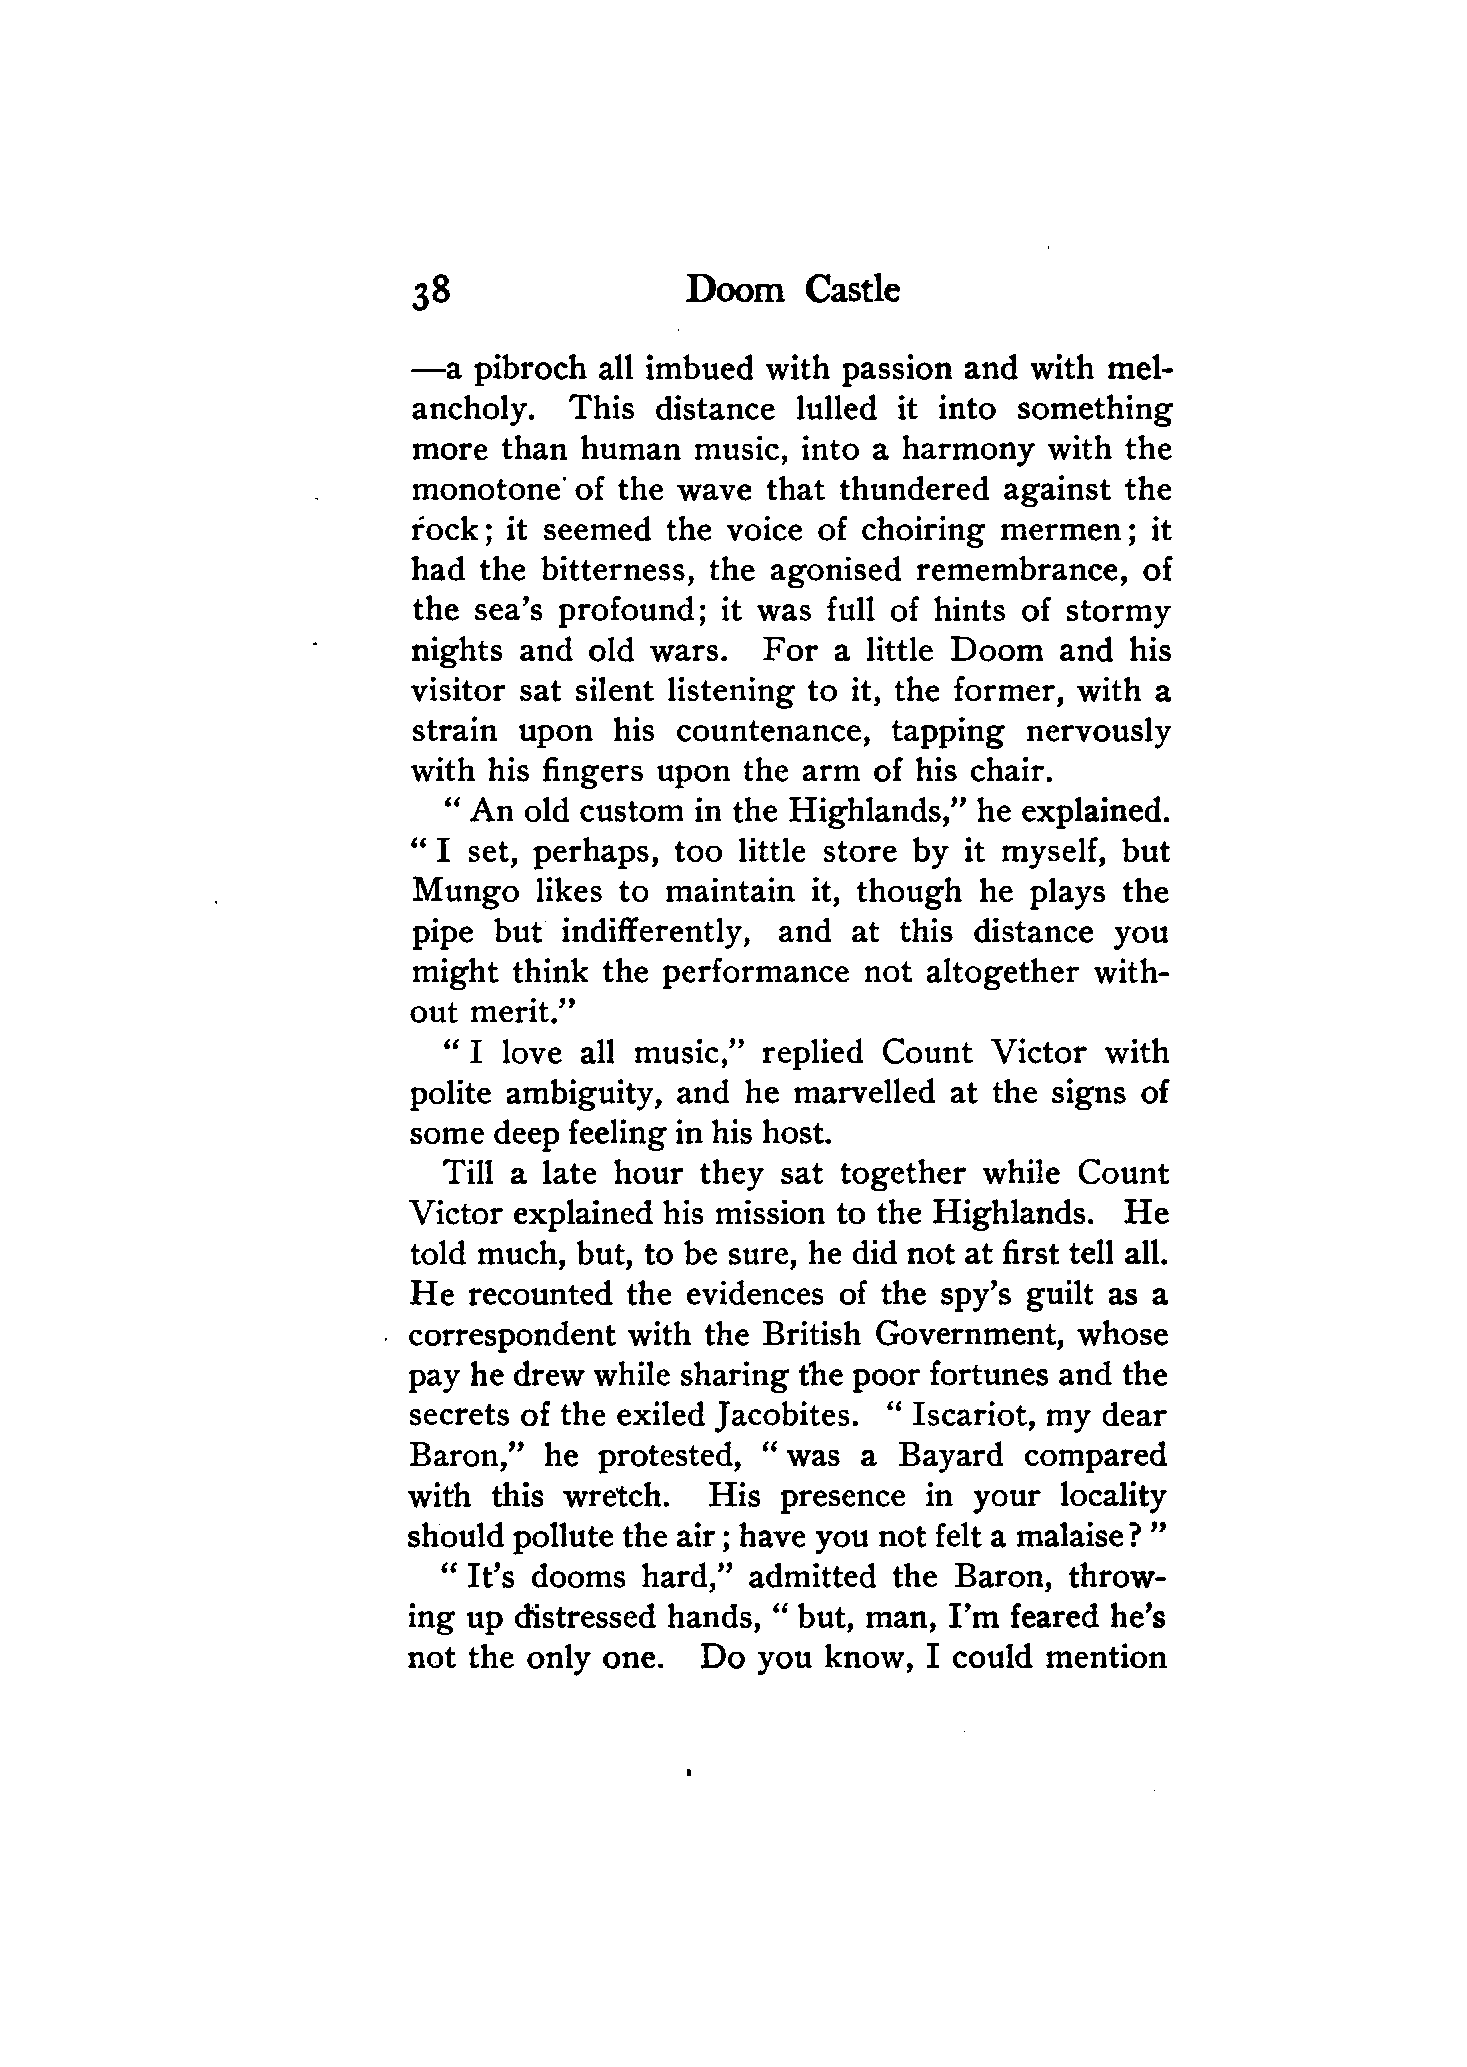 38 Doom Castle
—a pibroch all imbued with passion and with mel-
ancholy. This distance lulled it into something
more than human music, into a harmony with the
monotone of the wave that thundered against the
rock; it seemed the voice of choiring mermen; it
had the bitterness, the agonised remembrance, of
the sea's profound; it was full of hints of stormy
nights and old wars. For a little Doom and his
visitor sat silent listening to it, the former, with a
strain upon his countenance, tapping nervously
with his fingers upon the arm of his chair.
“ An old custom in the Highlands,” he explained.
“ I set, perhaps, too little store by it myself, but
Mungo likes to maintain it, though he plays the
pipe but indifferently, and at this distance you
might think the performance not altogether with-
out merit.”
“ I love all music,” replied Count Victor with
polite ambiguity, and he marvelled at the signs of
some deep feeling in his host.
Till a late hour they sat together while Count
Victor explained his mission to the Highlands. He
told much, but, to be sure, he did not at first tell all.
He recounted the evidences of the spy's guilt as a
correspondent with the British Government, whose
pay he drew while sharing the poor fortunes and the
secrets of the exiled Jacobites. “ Iscariot, my dear
Baron,” he protested, “ was a Bayard compared
with this wretch. His presence in your locality
should pollute the air ; have you not felt a malaise? ”
“ It's dooms hard,” admitted the Baron, throw-
ing up distressed hands, “ but, man, I'm feared he's
not the only one. Do you know, I could mention